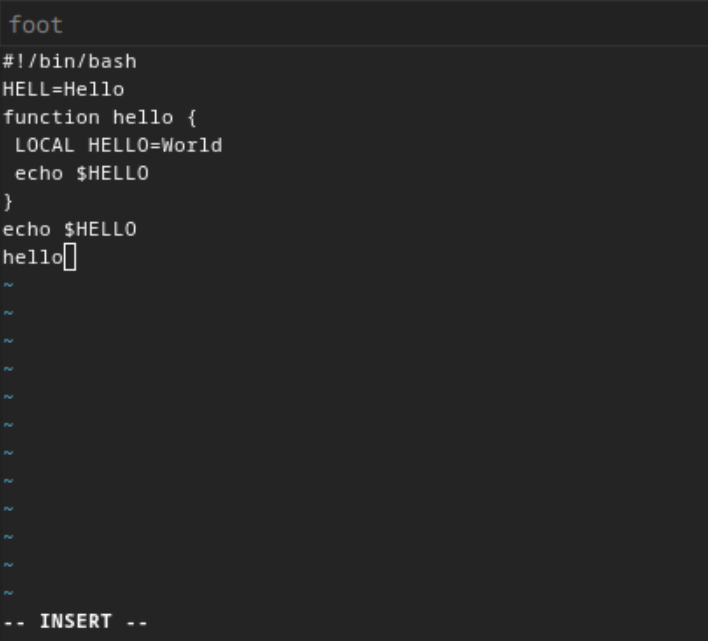 foot
#!/bin/bash
HELL=Hello
function hello {
 LOCAL HELLO=World
 echo $HELLO
}
echo $HELLO
hello
~
~
~
~
~
~
~
~
~
~
~
~
-- INSERT --